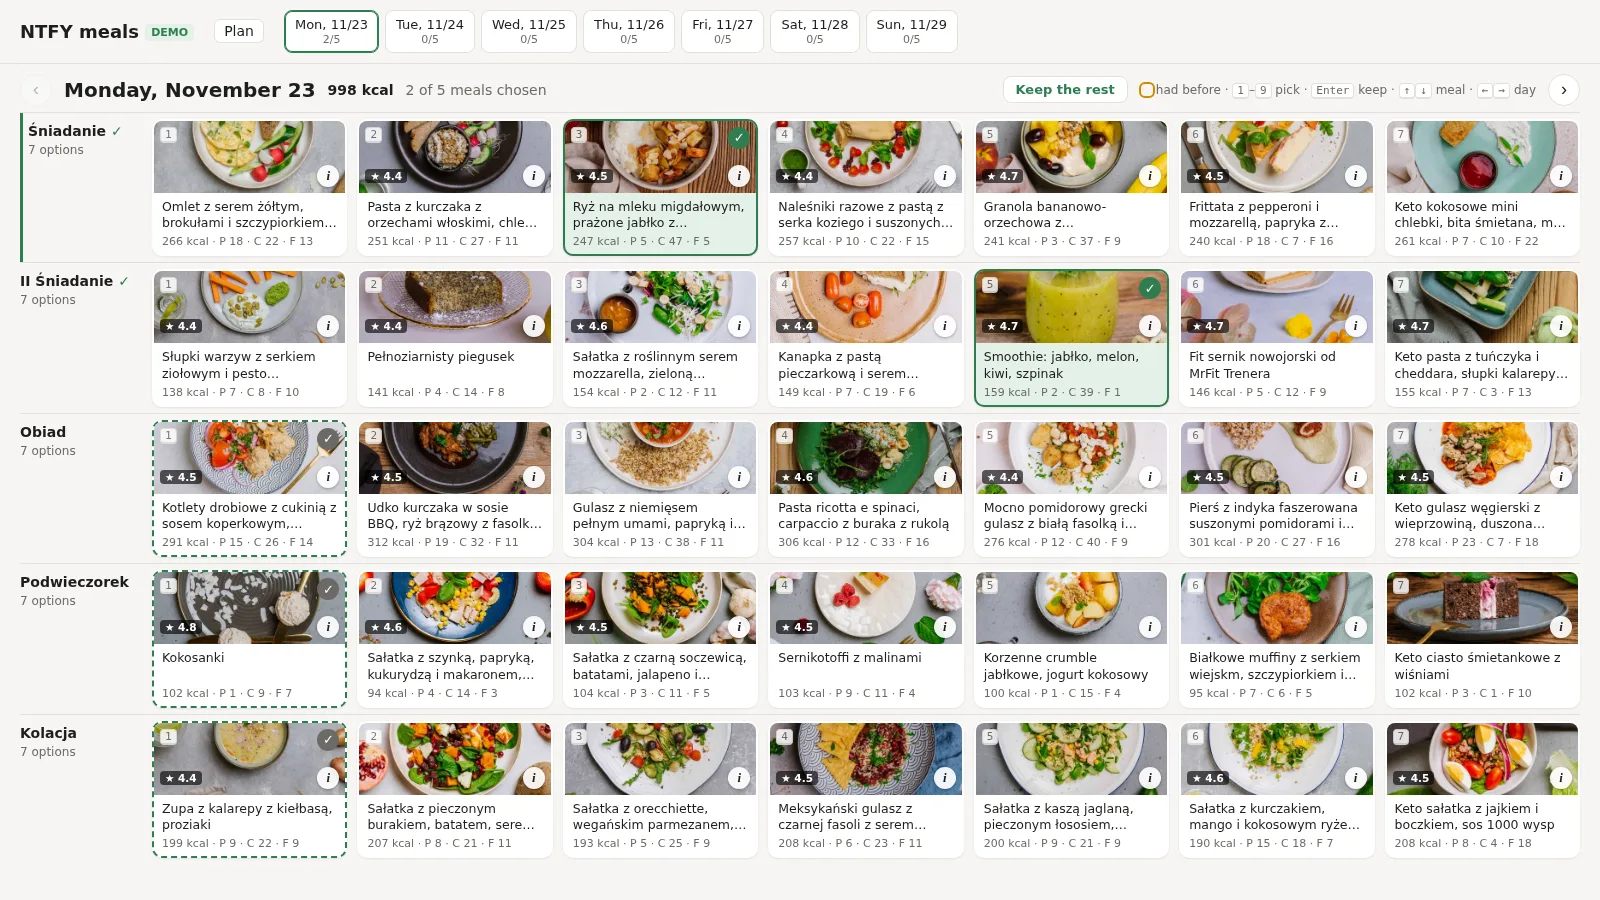 NTFY meals DEMO Plan
Mon, 11/23
2/5
Tue, 11/24
0/5
Wed, 11/25
0/5
Thu, 11/26
0/5
Fri, 11/27
0/5
Sat, 11/28
0/5
Sun, 11/29
0/5
‹ Monday, November 23 998 kcal 2 of 5 meals chosen
Keep the rest had before · 1–9 pick · Enter keep · ↑ ↓ meal · ← → day ›
Śniadanie ✓
7 options
1
★ 4.4
2
3 ✓
★ 4.5
4
★ 4.4
5
★ 4.7
6
★ 4.5
7
i
i
i
i
i
i
i
Omlet z serem żółtym,
brokułami i szczypiorkiem…
266 kcal · P 18 · C 22 · F 13
Pasta z kurczaka z
orzechami włoskimi, chle…
251 kcal · P 11 · C 27 · F 11
Ryż na mleku migdałowym,
prażone jabłko z…
247 kcal · P 5 · C 47 · F 5
Naleśniki razowe z pastą z
serka koziego i suszonych…
257 kcal · P 10 · C 22 · F 15
Granola bananowo-
orzechowa z…
241 kcal · P 3 · C 37 · F 9
Frittata z pepperoni i
mozzarellą, papryka z…
240 kcal · P 18 · C 7 · F 16
Keto kokosowe mini
chlebki, bita śmietana, m…
261 kcal · P 7 · C 10 · F 22
II Śniadanie ✓
7 options
1
★ 4.4 i
Słupki warzyw z serkiem
ziołowym i pesto…
138 kcal · P 7 · C 8 · F 10
2
★ 4.4 i
Pełnoziarnisty piegusek
141 kcal · P 4 · C 14 · F 8
3
★ 4.6 i
Sałatka z roślinnym serem
mozzarella, zieloną…
154 kcal · P 2 · C 12 · F 11
4
★ 4.4 i
Kanapka z pastą
pieczarkową i serem…
149 kcal · P 7 · C 19 · F 6
5 ✓
★ 4.7 i
Smoothie: jabłko, melon,
kiwi, szpinak
159 kcal · P 2 · C 39 · F 1
6
★ 4.7 i
Fit sernik nowojorski od
MrFit Trenera
146 kcal · P 5 · C 12 · F 9
7
★ 4.7 i
Keto pasta z tuńczyka i
cheddara, słupki kalarepy…
155 kcal · P 7 · C 3 · F 13
Obiad
7 options
1 ✓
★ 4.5 i
Kotlety drobiowe z cukinią z
sosem koperkowym,…
291 kcal · P 15 · C 26 · F 14
2
★ 4.5 i
Udko kurczaka w sosie
BBQ, ryż brązowy z fasolk…
312 kcal · P 19 · C 32 · F 11
3
i
Gulasz z niemięsem
pełnym umami, papryką i…
304 kcal · P 13 · C 38 · F 11
4
★ 4.6 i
Pasta ricotta e spinaci,
carpaccio z buraka z rukolą
306 kcal · P 12 · C 33 · F 16
5
★ 4.4 i
Mocno pomidorowy grecki
gulasz z białą fasolką i…
276 kcal · P 12 · C 40 · F 9
6
★ 4.5 i
Pierś z indyka faszerowana
suszonymi pomidorami i…
301 kcal · P 20 · C 27 · F 16
7
★ 4.5 i
Keto gulasz węgierski z
wieprzowiną, duszona…
278 kcal · P 23 · C 7 · F 18
Podwieczorek
7 options
1 ✓
★ 4.8 i
Kokosanki
102 kcal · P 1 · C 9 · F 7
2
★ 4.6 i
Sałatka z szynką, papryką,
kukurydzą i makaronem,…
94 kcal · P 4 · C 14 · F 3
3
★ 4.5 i
Sałatka z czarną soczewicą,
batatami, jalapeno i…
104 kcal · P 3 · C 11 · F 5
4
★ 4.5 i
Sernikotoffi z malinami
103 kcal · P 9 · C 11 · F 4
5
i
Korzenne crumble
jabłkowe, jogurt kokosowy
100 kcal · P 1 · C 15 · F 4
6
i
Białkowe muffiny z serkiem
wiejskm, szczypiorkiem i…
95 kcal · P 7 · C 6 · F 5
7
i
Keto ciasto śmietankowe z
wiśniami
102 kcal · P 3 · C 1 · F 10
Kolacja
7 options
1 ✓
★ 4.4 i
Zupa z kalarepy z kiełbasą,
proziaki
199 kcal · P 9 · C 22 · F 9
2
i
Sałatka z pieczonym
burakiem, batatem, sere…
207 kcal · P 8 · C 21 · F 11
3
i
Sałatka z orecchiette,
wegańskim parmezanem,…
193 kcal · P 5 · C 25 · F 9
4
★ 4.5 i
Meksykański gulasz z
czarnej fasoli z serem…
208 kcal · P 6 · C 23 · F 11
5
i
Sałatka z kaszą jaglaną,
pieczonym łososiem,…
200 kcal · P 9 · C 21 · F 9
6
★ 4.6 i
Sałatka z kurczakiem,
mango i kokosowym ryże…
190 kcal · P 15 · C 18 · F 7
7
★ 4.5 i
Keto sałatka z jajkiem i
boczkiem, sos 1000 wysp
208 kcal · P 8 · C 4 · F 18